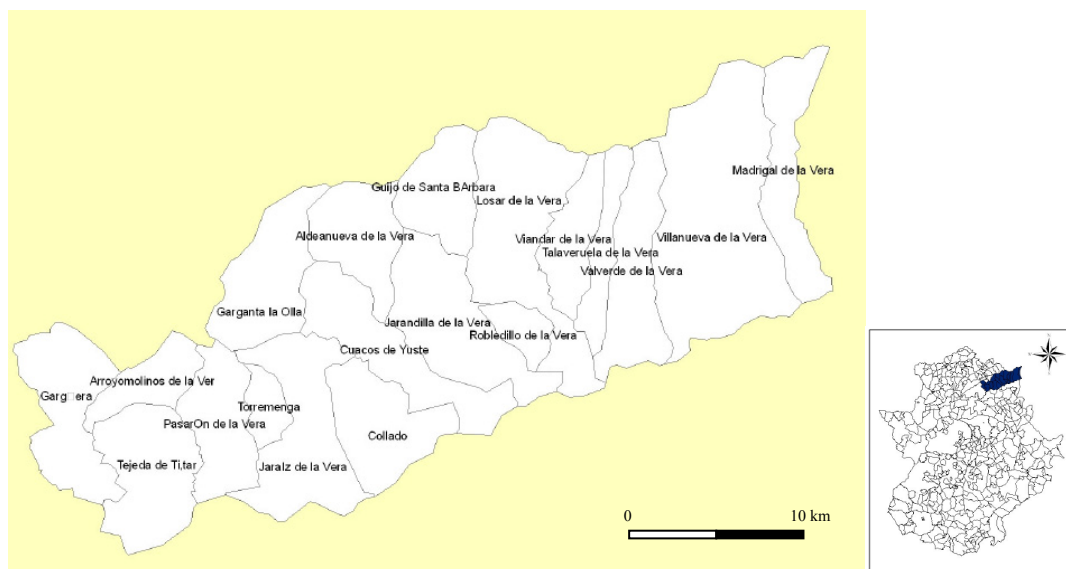 Madrigal de la Vera
Guijo de Santa BArbara
Losar de la Vera
Aldeanueva de la Vera
Viandar de la Vera
Villanueva de la Vera
Talaveruela de la Vera
Valverde de la Vera
Garganta la Olla
Jarandilla de la Vera
Robledillo de la Vera
Cuacos de Yuste
Arroyomolinos de la Ver
Garg□era
Torremenga
PasarOn de la Vera
Collado
Tejeda de Ti,tar
JaraIz de la Vera
0 10 km